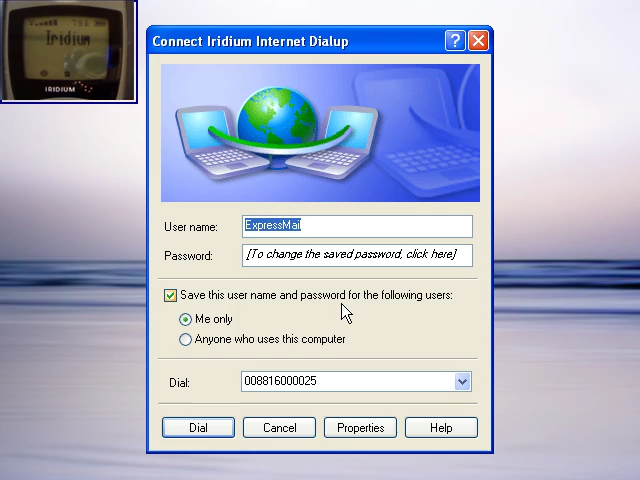 Iridium
IRIDIUM
Connect Iridium Internet Dialup
User name:
ExpressMai
Password:
[To change the saved password, click here]
Save this user name and password for the following users:
Me only
Anyone who uses this computer
Dial:
008816000025
Dial
Cancel
Properties
Help